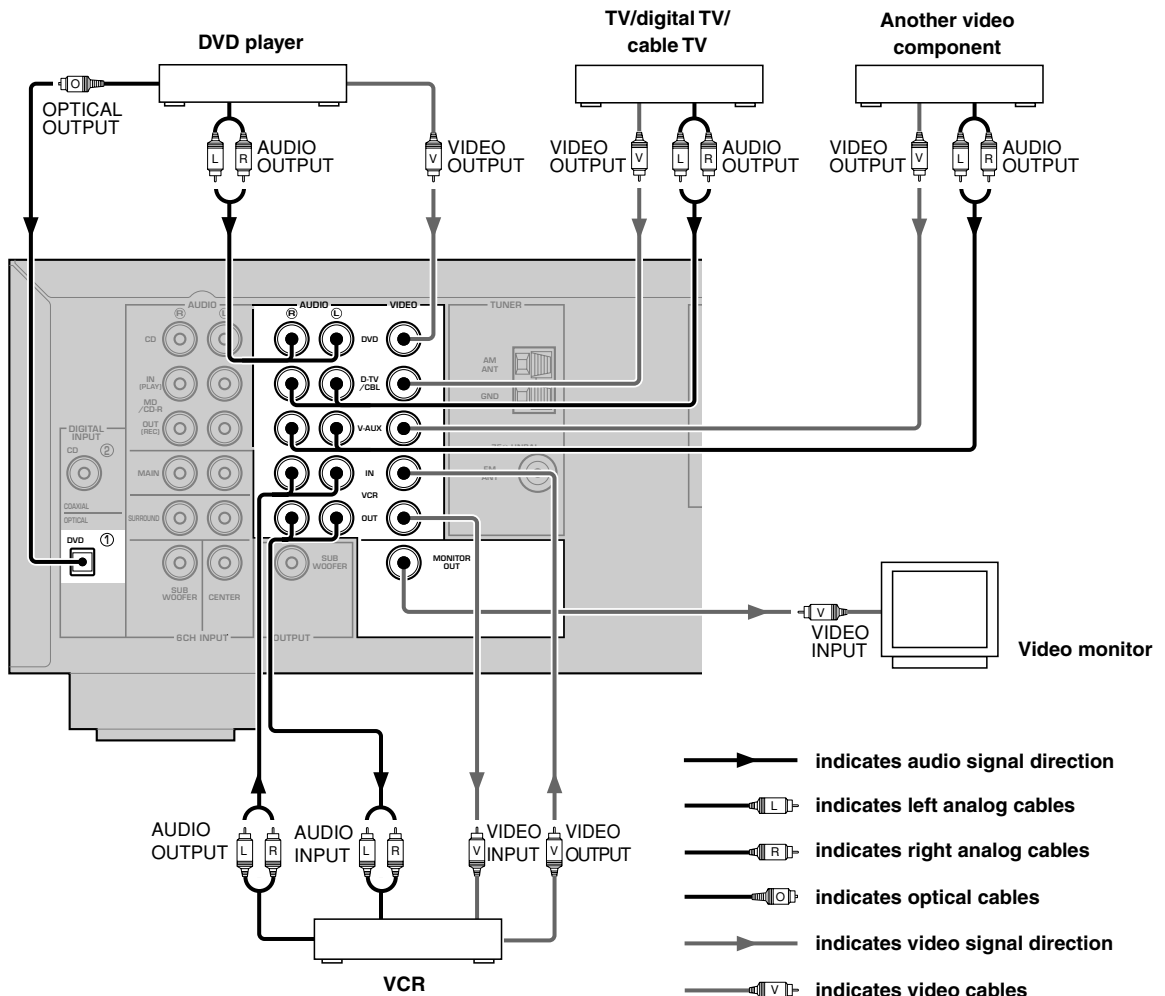 DVD player
TV/digital TV/
cable TV
Another video
component
OPTICAL
OUTPUT
L
R
AUDIO
OUTPUT
V
VIDEO
OUTPUT
VIDEO
OUTPUT
V
L
R
AUDIO
OUTPUT
VIDEO
OUTPUT
V
L
R
AUDIO
OUTPUT
O
AUDIO
R
L
CD
IN
(PLAY)
MD
/CD-R
OUT
(REC)
MAIN
SURROUND
SUB
WOOFER
CENTER
6CH INPUT
DIGITAL
INPUT
CD
2
COAXIAL
OPTICAL
DVD
1
AUDIO
VIDEO
R
L
DVD
D-TV
/CBL
V-AUX
IN
VCR
OUT
SUB
WOOFER
OUTPUT
MONITOR
OUT
TUNER
AM
ANT
GND
FM
ANT
V
VIDEO
INPUT
Video monitor
AUDIO
OUTPUT
L
R
AUDIO
INPUT
L
R
V
VIDEO
INPUT
V
VIDEO
OUTPUT
VCR
indicates audio signal direction
L
indicates left analog cables
R
indicates right analog cables
O
indicates optical cables
indicates video signal direction
V
indicates video cables